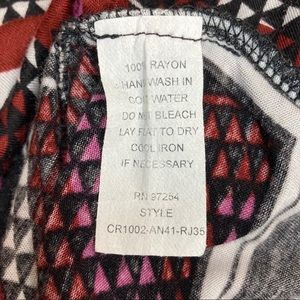 100% RAYON
HAND WASH IN
COLD WATER
DO NOT BLEACH
LAY FLAT TO DRY
COOL IRON
IF NECESSARY
RN 97254
STYLE
CR1002-AN41-RJ35